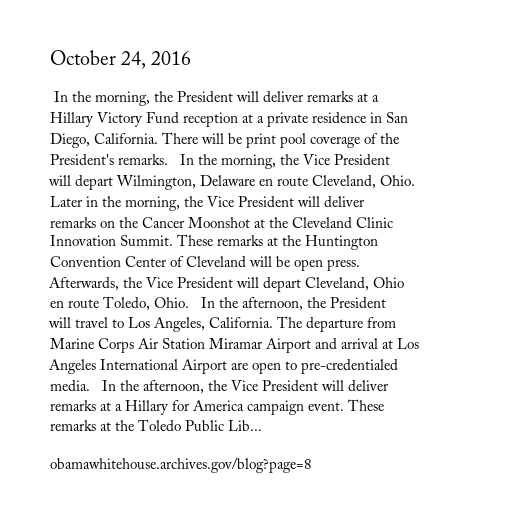 October 24, 2016
In the morning, the President will deliver remarks at a
Hillary Victory Fund reception at a private residence in San
Diego, California. There will be print pool coverage of the
President's remarks.   In the morning, the Vice President
will depart Wilmington, Delaware en route Cleveland, Ohio.
Later in the morning, the Vice President will deliver
remarks on the Cancer Moonshot at the Cleveland Clinic
Innovation Summit. These remarks at the Huntington
Convention Center of Cleveland will be open press.
Afterwards, the Vice President will depart Cleveland, Ohio
en route Toledo, Ohio.   In the afternoon, the President
will travel to Los Angeles, California. The departure from
Marine Corps Air Station Miramar Airport and arrival at Los
Angeles International Airport are open to pre-credentialed
media.   In the afternoon, the Vice President will deliver
remarks at a Hillary for America campaign event. These
remarks at the Toledo Public Lib...
obamawhitehouse.archives.gov/blog?page=8